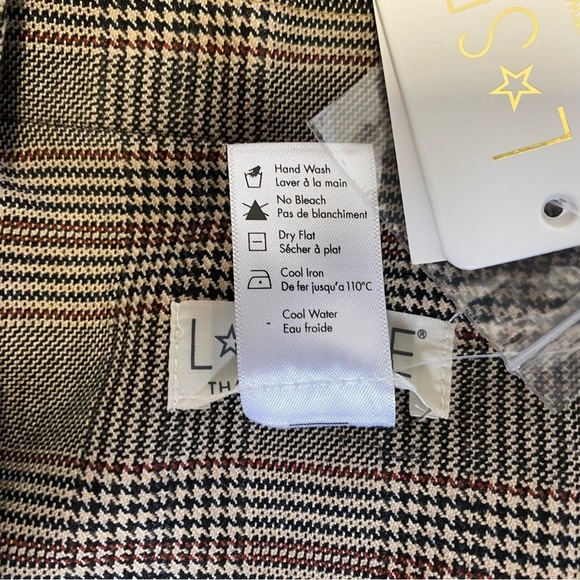 L☆S
Hand Wash
Laver à la main
No Bleach
Pas de blanchiment
Dry Flat
Sécher à plat
Cool Iron
De fer jusqu'a 110°C
- Cool Water
Eau froide
L☆ E®
TH